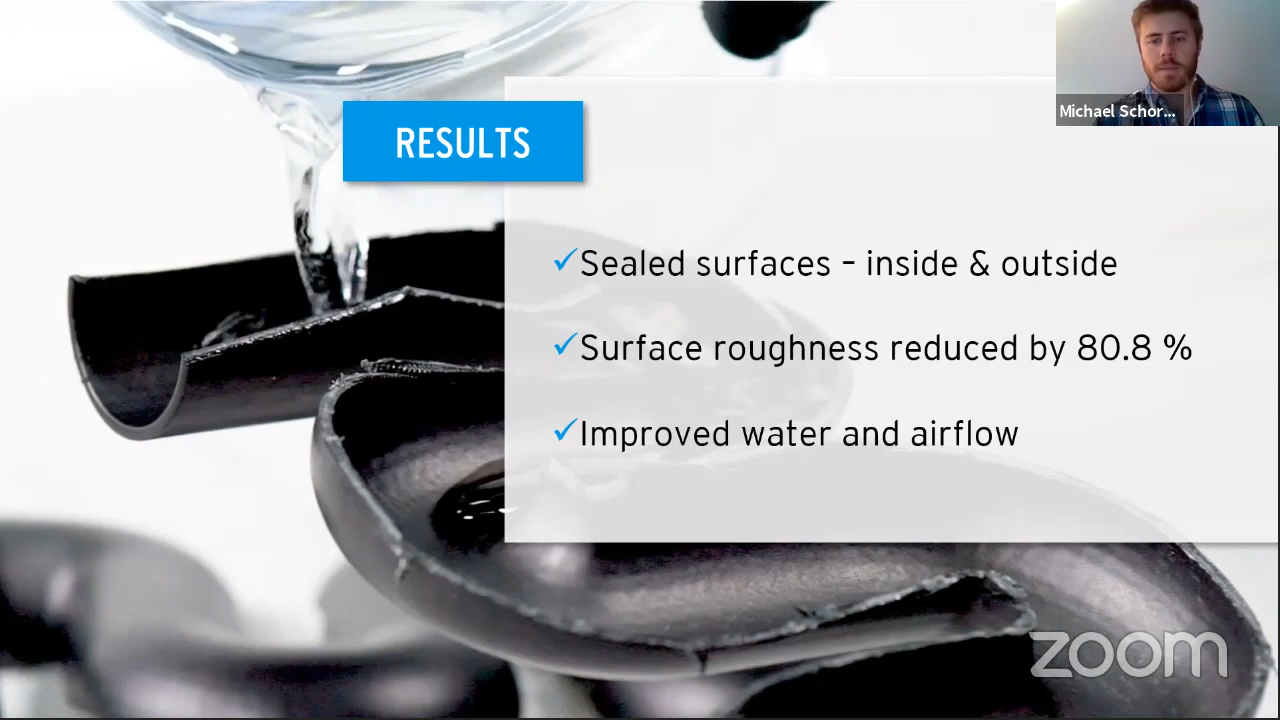 Michael Schor...
RESULTS
✓Sealed surfaces – inside & outside
✓Surface roughness reduced by 80.8 %
✓Improved water and airflow
zoom